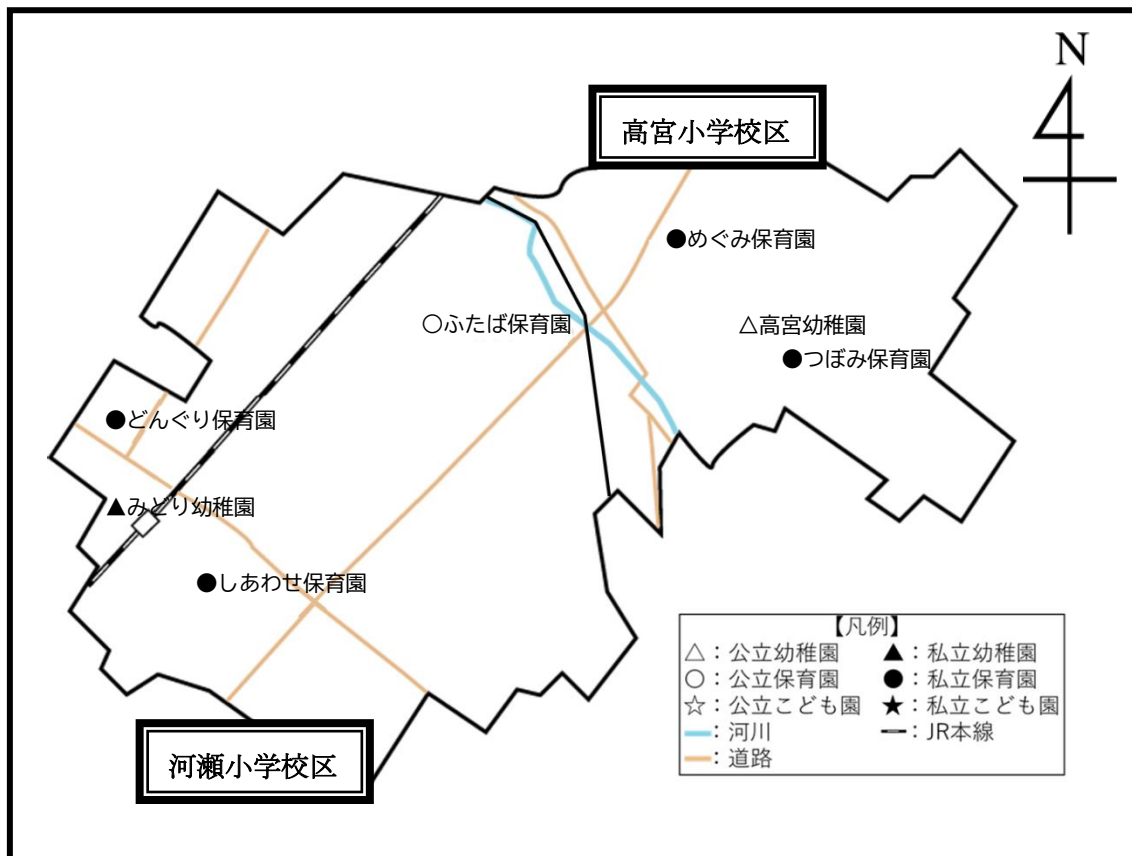 N
高宮小学校区
●めぐみ保育園
○ふたば保育園
△高宮幼稚園
●つぼみ保育園
●どんぐり保育園
▲みどり幼稚園
●しあわせ保育園
【凡例】
△：公立幼稚園 ▲：私立幼稚園
○：公立保育園 ●：私立保育園
☆：公立こども園 ★：私立こども園
：河川 ：JR本線
：道路
河瀬小学校区